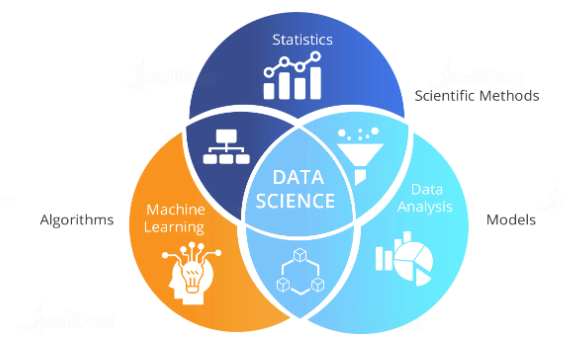 Statistics
Scientific Methods
DATA
SCIENCE
Data
Analysis
Machine
Learning
Algorithms
Models